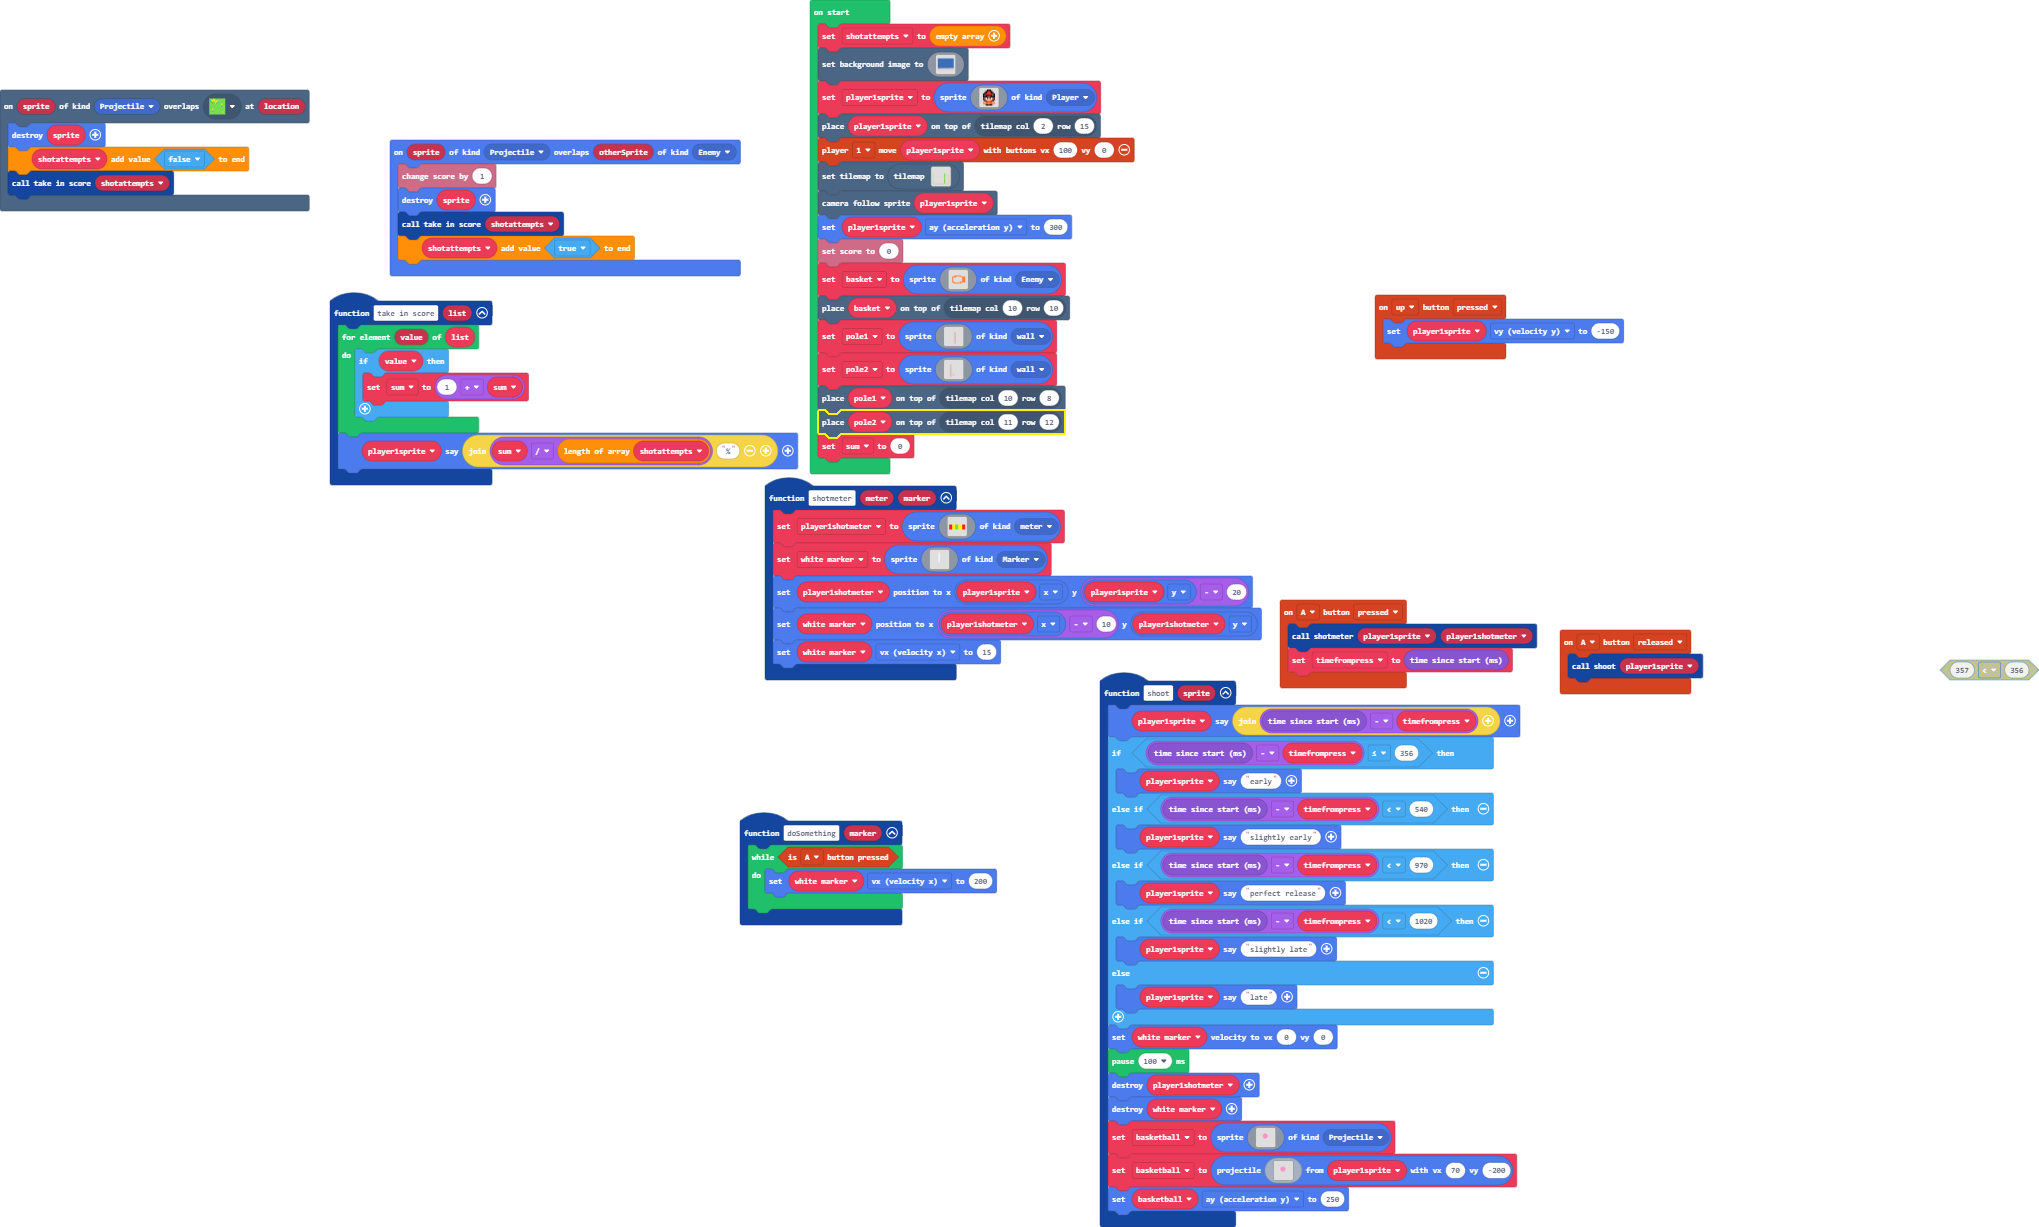 on start
set shotattempts to empty array
set background image to
set player1sprite to sprite of kind Player
place player1sprite on top of tilemap col 2 row 15
player 1 move player1sprite with buttons vx 100 vy 0
set tilemap to tilemap
camera follow sprite player1sprite
set player1sprite ay (acceleration y) to 300
set score to 0
set basket to sprite of kind Enemy
place basket on top of tilemap col 10 row 10
set pole1 to sprite of kind wall
set pole2 to sprite of kind wall
place pole1 on top of tilemap col 10 row 8
place pole2 on top of tilemap col 11 row 12
set sum to 0
on sprite of kind Projectile overlaps at location
destroy sprite
shotattempts add value false to end
call take in score shotattempts
on sprite of kind Projectile overlaps otherSprite of kind Enemy
change score by 1
destroy sprite
call take in score shotattempts
shotattempts add value true to end
function take in score list
for element value of list
do if value then
set sum to 1 + sum
player1sprite say join sum / length of array shotattempts "%"
on up button pressed
set player1sprite vy (velocity y) to -150
function shotmeter meter marker
set player1shotmeter to sprite of kind meter
set white marker to sprite of kind Marker
set player1shotmeter position to x player1sprite x y player1sprite y - 20
set white marker position to x player1shotmeter x - 10 y player1shotmeter y
set white marker vx (velocity x) to 15
on A button pressed
call shotmeter player1sprite player1shotmeter
set timefrompress to time since start (ms)
on A button released
call shoot player1sprite
357 < 356
function shoot sprite
player1sprite say join time since start (ms) - timefrompress
if time since start (ms) - timefrompress ≤ 356 then
player1sprite say "early"
else if time since start (ms) - timefrompress < 540 then
player1sprite say "slightly early"
else if time since start (ms) - timefrompress < 970 then
player1sprite say "perfect release"
else if time since start (ms) - timefrompress < 1020 then
player1sprite say "slightly late"
else
player1sprite say "late"
set white marker velocity to vx 0 vy 0
pause 100 ms
destroy player1shotmeter
destroy white marker
set basketball to sprite of kind Projectile
set basketball to projectile from player1sprite with vx 70 vy -200
set basketball ay (acceleration y) to 250
function doSomething marker
while is A button pressed
do set white marker vx (velocity x) to 200